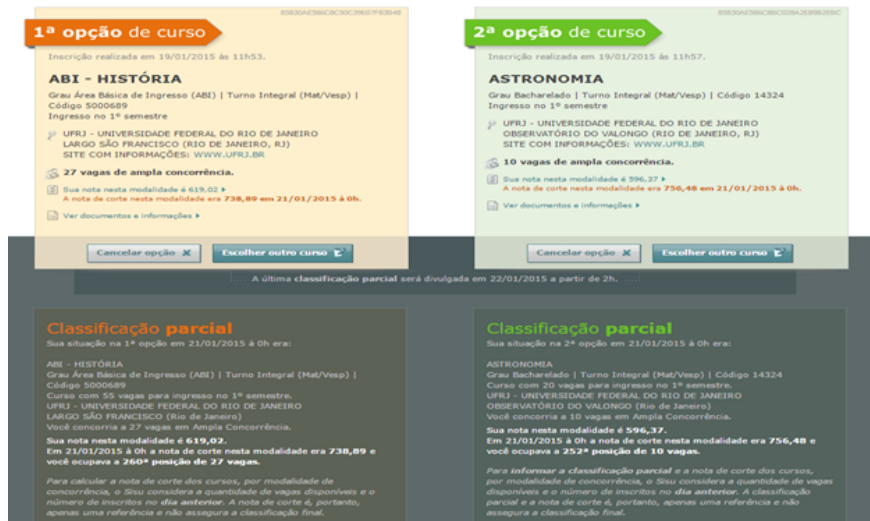 1ª opção de curso
Inscrição realizada em 19/01/2015 às 11h53.
ABI - HISTÓRIA
Grau Área Básica de Ingresso (ABI) | Turno Integral (Mat/Vesp) |
Código 5000689
Ingresso no 1º semestre
UFRJ - UNIVERSIDADE FEDERAL DO RIO DE JANEIRO
LARGO SÃO FRANCISCO (RIO DE JANEIRO, RJ)
SITE COM INFORMAÇÕES: WWW.UFRJ.BR
27 vagas de ampla concorrência.
Sua nota nesta modalidade é 619,02
A nota de corte nesta modalidade era 738,89 em 21/01/2015 à 0h.
Ver documentos e informações
Cancelar opção X Escolher outro curso
2ª opção de curso
Inscrição realizada em 19/01/2015 às 11h57.
ASTRONOMIA
Grau Bacharelado | Turno Integral (Mat/Vesp) | Código 14324
Ingresso no 1º semestre
UFRJ - UNIVERSIDADE FEDERAL DO RIO DE JANEIRO
OBSERVATÓRIO DO VALONGO (RIO DE JANEIRO, RJ)
SITE COM INFORMAÇÕES: WWW.UFRJ.BR
10 vagas de ampla concorrência.
Sua nota nesta modalidade é 596,37
A nota de corte nesta modalidade era 756,48 em 21/01/2015 à 0h.
Ver documentos e informações
Cancelar opção X Escolher outro curso
A última classificação parcial será divulgada em 22/01/2015 a partir de 2h.
Classificação parcial
Sua situação na 1ª opção em 21/01/2015 à 0h era:
ABI - HISTÓRIA
Grau Área Básica de Ingresso (ABI) | Turno Integral (Mat/Vesp) |
Código 5000689
Curso com 55 vagas para ingresso no 1º semestre.
UFRJ - UNIVERSIDADE FEDERAL DO RIO DE JANEIRO
LARGO SÃO FRANCISCO (Rio de Janeiro)
Você concorria a 27 vagas em Ampla Concorrência.
Sua nota nesta modalidade é 619,02.
Em 21/01/2015 à 0h a nota de corte nesta modalidade era 738,89 e
você ocupava a 260ª posição de 27 vagas.
Para calcular a nota de corte dos cursos, por modalidade de
concorrência, o Sisu considera a quantidade de vagas disponíveis e o
número de inscritos no dia anterior. A nota de corte é, portanto,
apenas uma referência e não assegura a classificação final.
Classificação parcial
Sua situação na 2ª opção em 21/01/2015 à 0h era:
ASTRONOMIA
Grau Bacharelado | Turno Integral (Mat/Vesp) | Código 14324
Curso com 20 vagas para ingresso no 1º semestre.
UFRJ - UNIVERSIDADE FEDERAL DO RIO DE JANEIRO
OBSERVATÓRIO DO VALONGO (Rio de Janeiro)
Você concorria a 10 vagas em Ampla Concorrência.
Sua nota nesta modalidade é 596,37.
Em 21/01/2015 à 0h a nota de corte nesta modalidade era 756,48 e
você ocupava a 252ª posição de 10 vagas.
Para informar a classificação parcial e a nota de corte dos cursos,
por modalidade de concorrência, o Sisu considera a quantidade de vagas
disponíveis e o número de inscritos no dia anterior. A classificação
parcial e a nota de corte é, portanto, apenas uma referência e não
assegura a classificação final.